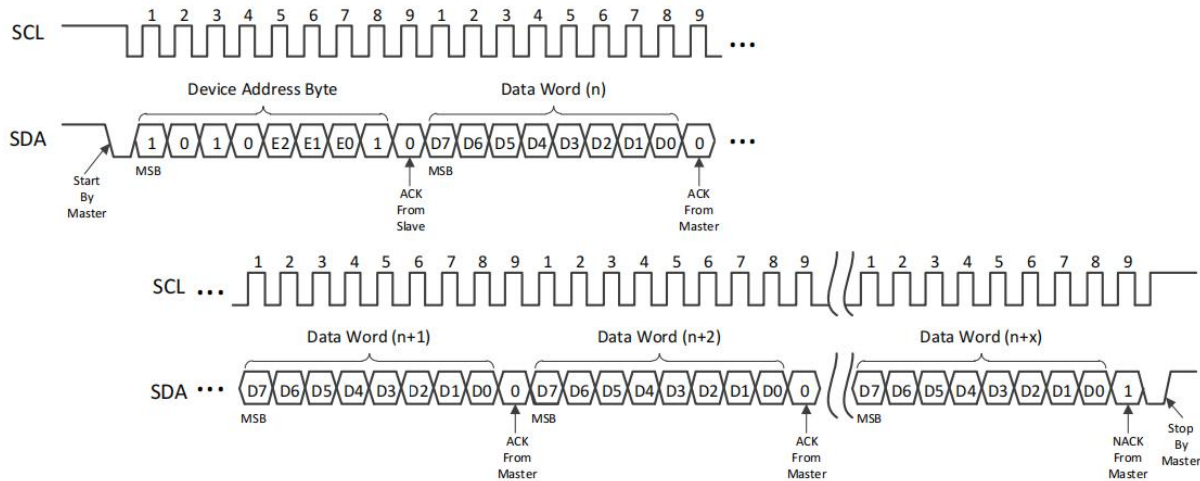 1 2 3 4 5 6 7 8 9 1 2 3 4 5 6 7 8 9
SCL ...
Device Address Byte Data Word (n)
SDA 1 0 1 0 E2 E1 E0 1 0 D7 D6 D5 D4 D3 D2 D1 D0 0 ...
MSB MSB
Start
By
Master
ACK
From
Slave
ACK
From
Master
1 2 3 4 5 6 7 8 9 1 2 3 4 5 6 7 8 9 1 2 3 4 5 6 7 8 9
SCL ...
Data Word (n+1) Data Word (n+2) Data Word (n+x)
SDA ... D7 D6 D5 D4 D3 D2 D1 D0 0 D7 D6 D5 D4 D3 D2 D1 D0 0 D7 D6 D5 D4 D3 D2 D1 D0 1
MSB MSB MSB
ACK
From
Master
ACK
From
Master
NACK
From
Master
Stop
By
Master